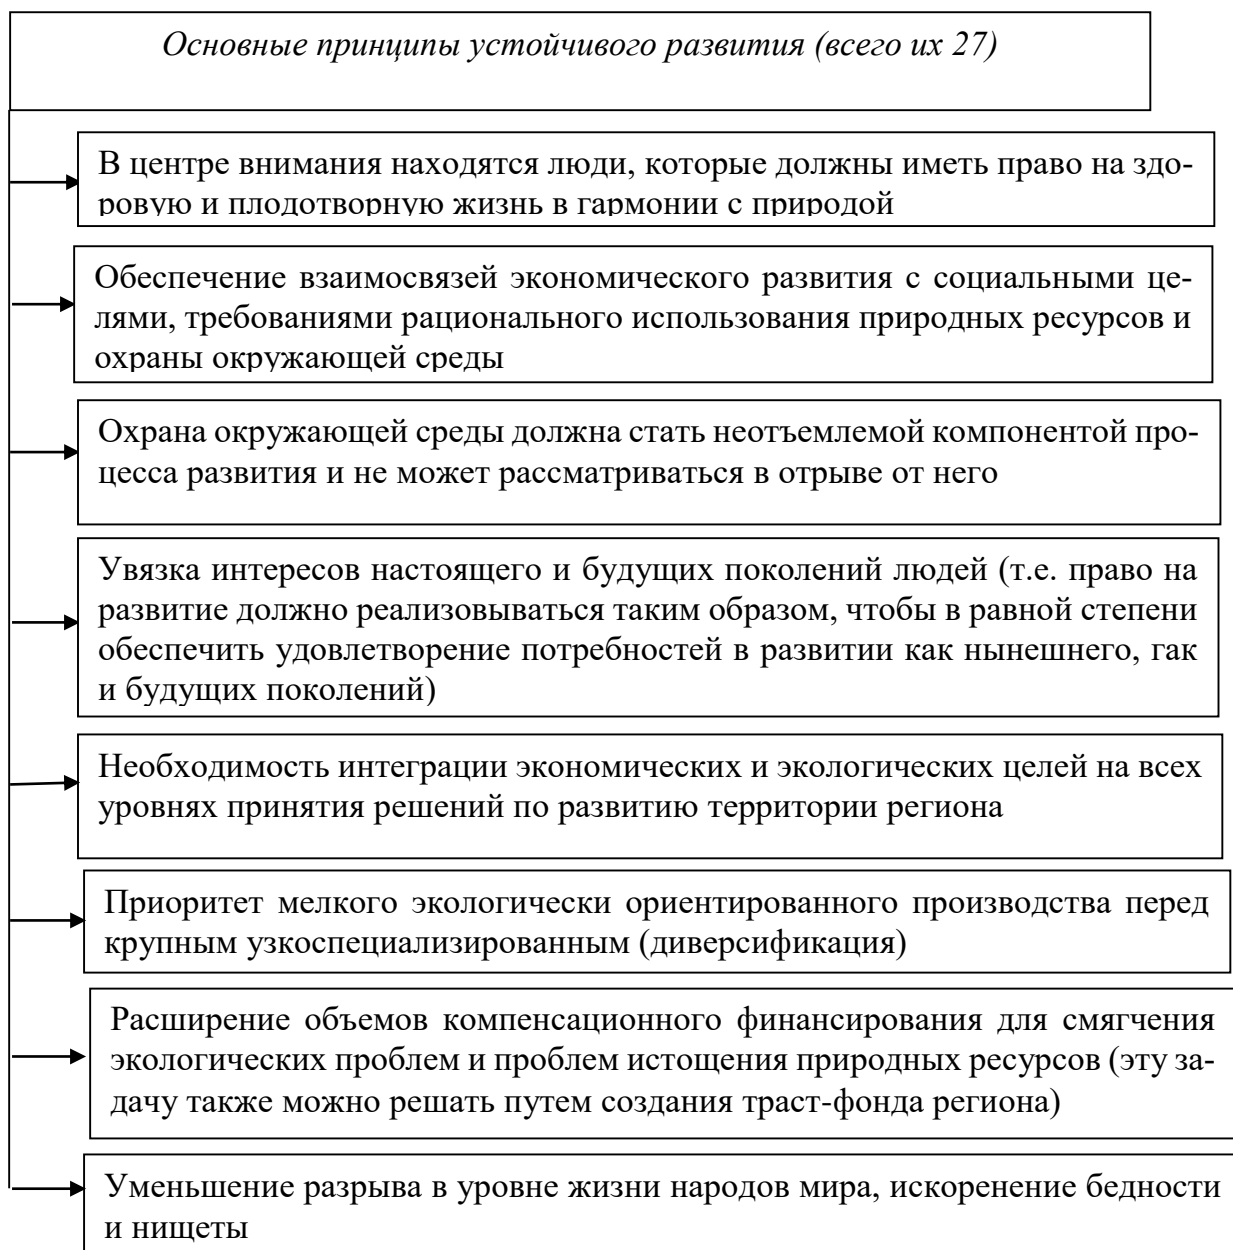 Основные принципы устойчивого развития (всего их 27)
В центре внимания находятся люди, которые должны иметь право на здо-
ровую и плодотворную жизнь в гармонии с природой
Обеспечение взаимосвязей экономического развития с социальными це-
лями, требованиями рационального использования природных ресурсов и
охраны окружающей среды
Охрана окружающей среды должна стать неотъемлемой компонентой про-
цесса развития и не может рассматриваться в отрыве от него
Увязка интересов настоящего и будущих поколений людей (т.е. право на
развитие должно реализовываться таким образом, чтобы в равной степени
обеспечить удовлетворение потребностей в развитии как нынешнего, гак
и будущих поколений)
Необходимость интеграции экономических и экологических целей на всех
уровнях принятия решений по развитию территории региона
Приоритет мелкого экологически ориентированного производства перед
крупным узкоспециализированным (диверсификация)
Расширение объемов компенсационного финансирования для смягчения
экологических проблем и проблем истощения природных ресурсов (эту за-
дачу также можно решать путем создания траст-фонда региона)
Уменьшение разрыва в уровне жизни народов мира, искоренение бедности
и нищеты